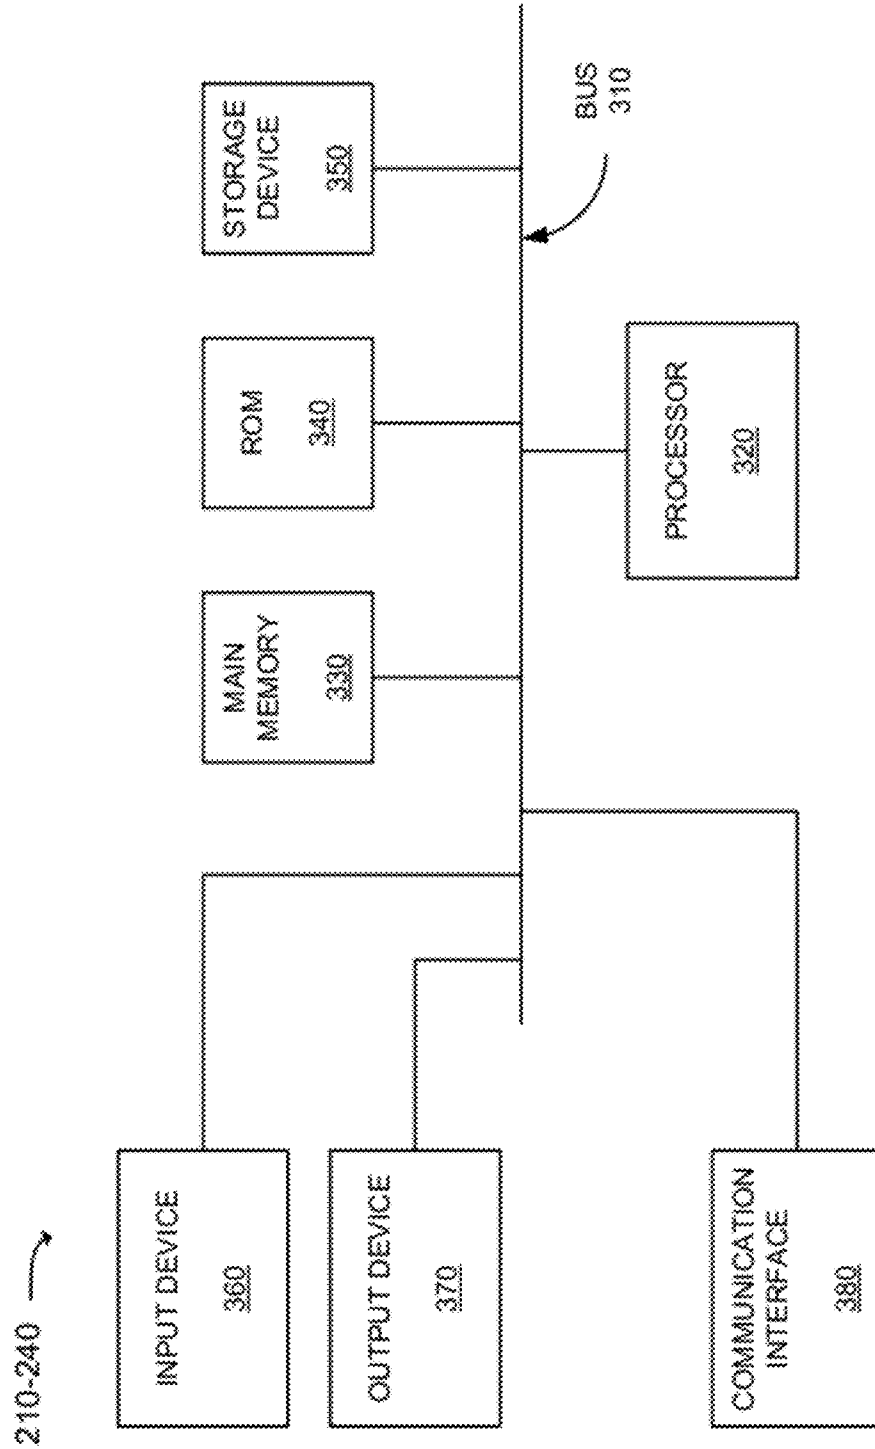 210-240
INPUT DEVICE
360
OUTPUT DEVICE
370
COMMUNICATION
INTERFACE
380
MAIN
MEMORY
330
ROM
340
STORAGE
DEVICE
350
PROCESSOR
320
BUS
310